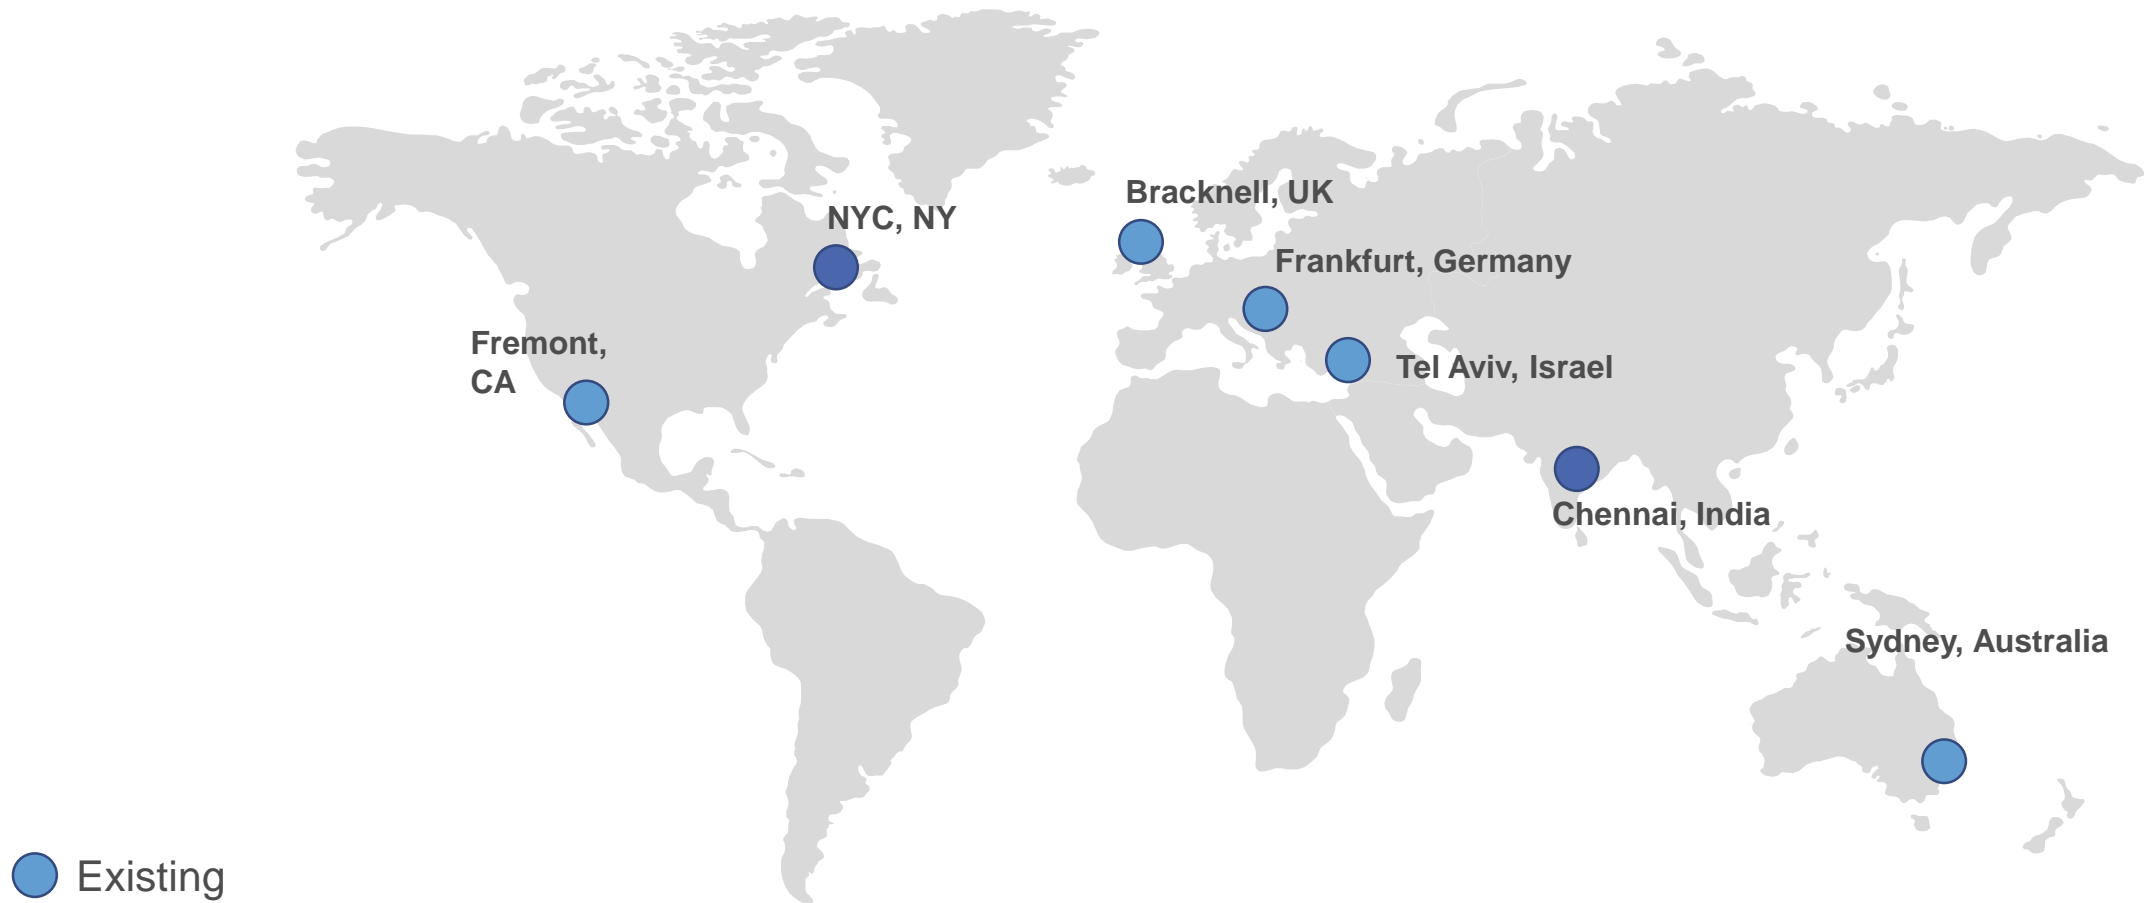 Bracknell, UK
NYC, NY
Frankfurt, Germany
Fremont,
CA
Tel Aviv, Israel
Chennai, India
Sydney, Australia
Existing